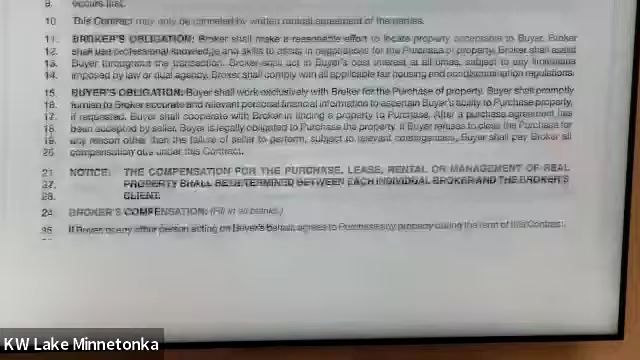 9. occurs first.
10 This Contract may only be canceled by written mutual agreement of the parties.
11. BROKER'S OBLIGATION: Broker shall make a reasonable effort to locate property acceptable to Buyer. Broker
12. shall use professional knowledge and skills to assist in negotiations for the Purchase of property. Broker shall assist
13. Buyer throughout the transaction. Broker shall act in Buyer's best interest at all times, subject to any limitations
14. imposed by law or dual agency. Broker shall comply with all applicable fair housing and nondiscrimination regulations.
15. BUYER'S OBLIGATION: Buyer shall work exclusively with Broker for the Purchase of property. Buyer shall promptly
16. furnish to Broker accurate and relevant personal financial information to ascertain Buyer's ability to Purchase property,
17. if requested. Buyer shall cooperate with Broker in finding a property to Purchase. After a purchase agreement has
18. been accepted by seller, Buyer is legally obligated to Purchase the property. If Buyer refuses to close the Purchase for
19. any reason other than the failure of seller to perform, subject to relevant contingencies, Buyer shall pay Broker all
20. compensation due under this Contract.
21. NOTICE: THE COMPENSATION FOR THE PURCHASE, LEASE, RENTAL OR MANAGEMENT OF REAL
22. PROPERTY SHALL BE DETERMINED BETWEEN EACH INDIVIDUAL BROKER AND THE BROKER'S
23. CLIENT.
24. BROKER'S COMPENSATION: (Fill in all blanks.)
25. If Buyer, or any other person acting on Buyer's behalf, agrees to Purchase any property during the term of this Contract,
KW Lake Minnetonka